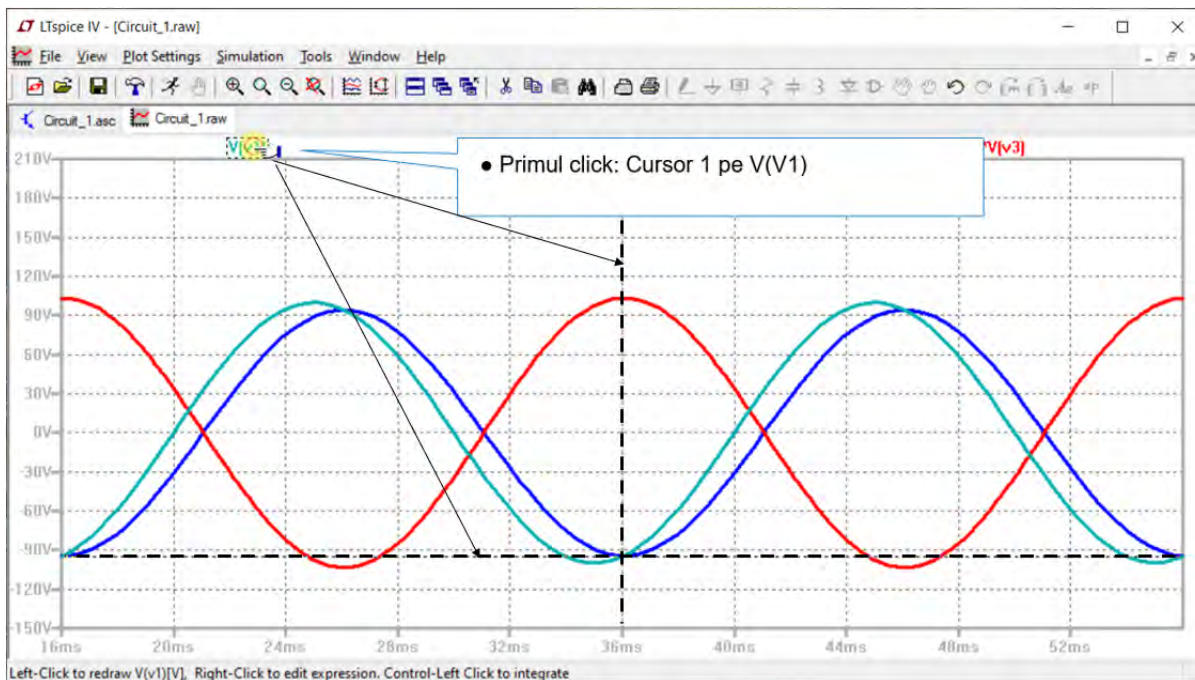 LTspice IV - [Circuit_1.raw]
File View Plot Settings Simulation Tools Window Help
Circuit_1.asc Circuit_1.raw
V(v3)
● Primul click: Cursor 1 pe V(V1)
210V
180V
150V
120V
90V
60V
30V
0V
-30V
-60V
-90V
-120V
-150V
16ms 20ms 24ms 28ms 32ms 36ms 40ms 44ms 48ms 52ms
Left-Click to redraw V(v1)[V], Right-Click to edit expression. Control-Left Click to integrate